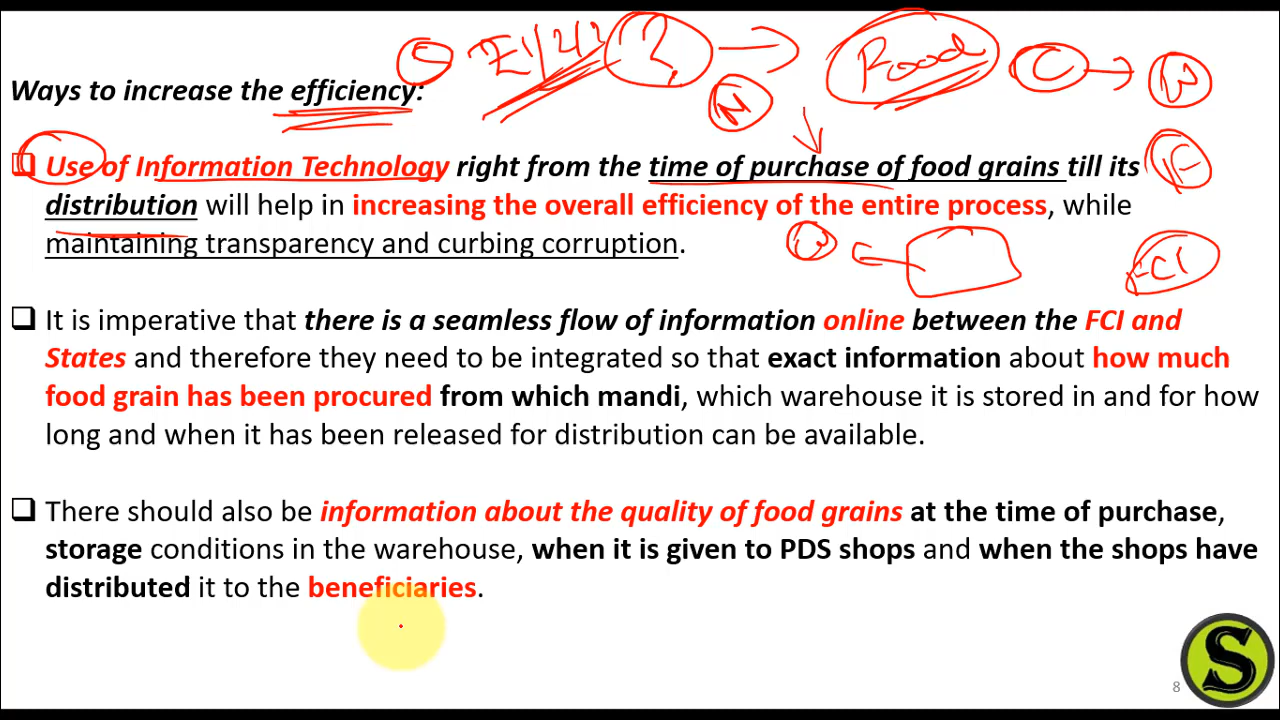 Ways to increase the efficiency:
Food
❑ Use of Information Technology right from the time of purchase of food grains till its
distribution will help in increasing the overall efficiency of the entire process, while
maintaining transparency and curbing corruption.
FCI
❑ It is imperative that there is a seamless flow of information online between the FCI and
States and therefore they need to be integrated so that exact information about how much
food grain has been procured from which mandi, which warehouse it is stored in and for how
long and when it has been released for distribution can be available.
❑ There should also be information about the quality of food grains at the time of purchase,
storage conditions in the warehouse, when it is given to PDS shops and when the shops have
distributed it to the beneficiaries.
S
8